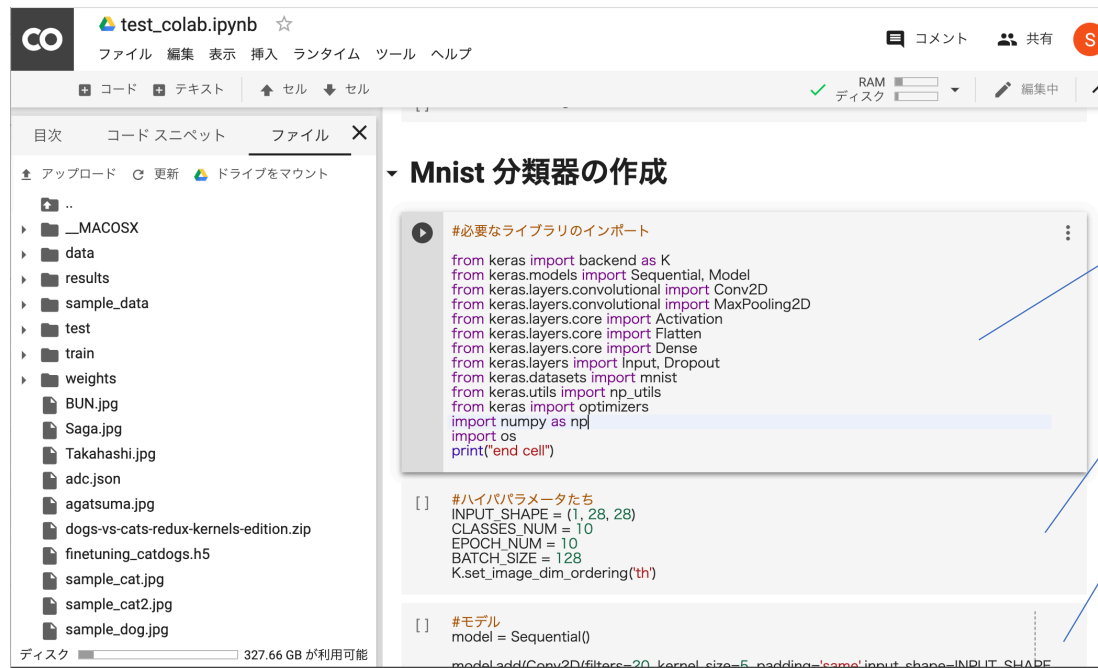 CO
test_colab.ipynb
ファイル 編集 表示 挿入 ランタイム ツール ヘルプ
コメント 共有 S
コード テキスト セル セル
RAM
ディスク
編集中
目次 コード スニペット ファイル
アップロード 更新 ドライブをマウント
..
__MACOSX
data
results
sample_data
test
train
weights
BUN.jpg
Saga.jpg
Takahashi.jpg
adc.json
agatsuma.jpg
dogs-vs-cats-redux-kernels-edition.zip
finetuning_catdogs.h5
sample_cat.jpg
sample_cat2.jpg
sample_dog.jpg
ディスク 327.66 GB が利用可能
Mnist 分類器の作成
#必要なライブラリのインポート
from keras import backend as K
from keras.models import Sequential, Model
from keras.layers.convolutional import Conv2D
from keras.layers.convolutional import MaxPooling2D
from keras.layers.core import Activation
from keras.layers.core import Flatten
from keras.layers.core import Dense
from keras.layers import Input, Dropout
from keras.datasets import mnist
from keras.utils import np_utils
from keras import optimizers
import numpy as np
import os
print("end cell")
[ ] #ハイパパラメータたち
INPUT_SHAPE = (1, 28, 28)
CLASSES_NUM = 10
EPOCH_NUM = 10
BATCH_SIZE = 128
K.set_image_dim_ordering('th')
[ ] #モデル
model = Sequential()
model.add(Conv2D(filters=20, kernel_size=5, padding='same',input_shape=INPUT_SHAPE